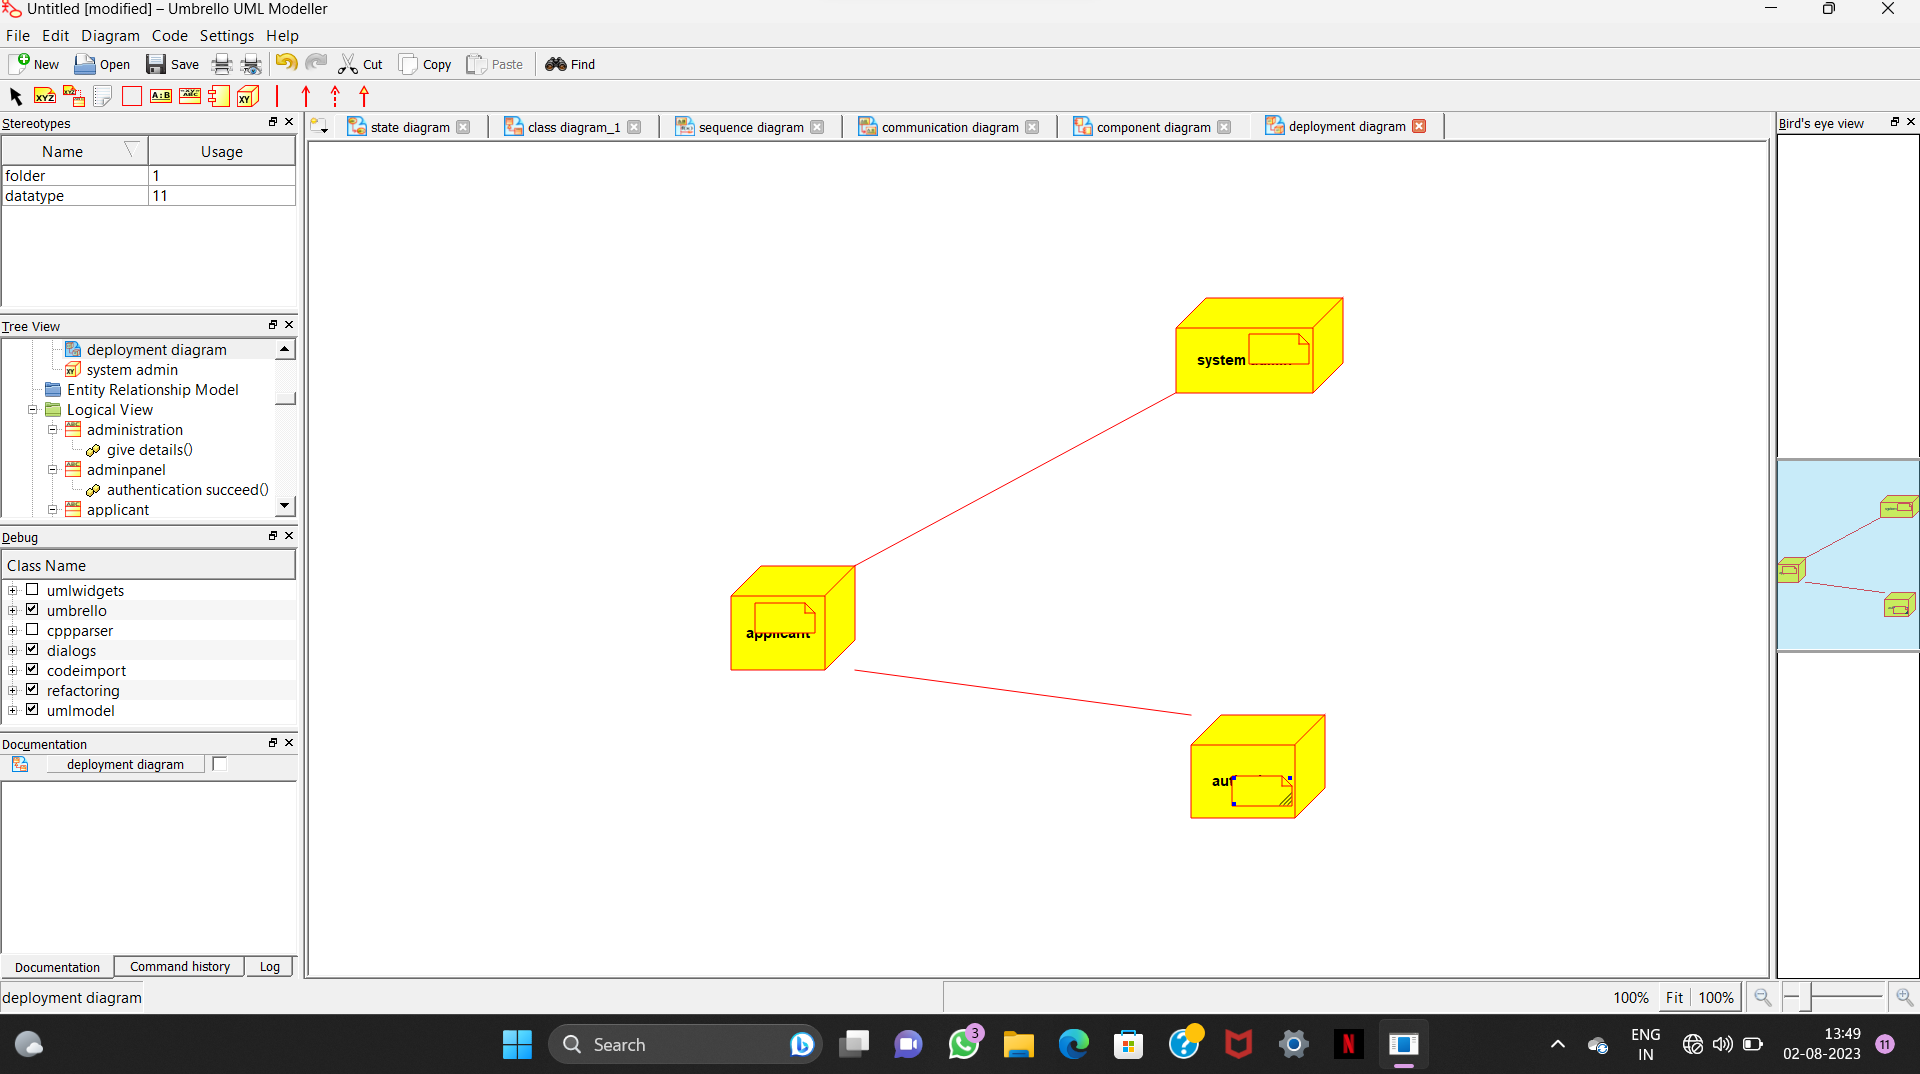 Untitled [modified] – Umbrello UML Modeller
File Edit Diagram Code Settings Help
New Open Save Cut Copy Paste Find
XYZ A:B XY
Stereotypes
Name Usage
folder 1
datatype 11
Tree View
deployment diagram
system admin
Entity Relationship Model
Logical View
administration
give details()
adminpanel
authentication succeed()
applicant
Debug
Class Name
umlwidgets
umbrello
cppparser
dialogs
codeimport
refactoring
umlmodel
Documentation
deployment diagram
Documentation Command history Log
deployment diagram
state diagram class diagram_1 sequence diagram communication diagram component diagram deployment diagram
system
applicant
Bird's eye view
100% Fit 100%
Search
3
ENG
IN
13:49
02-08-2023
11